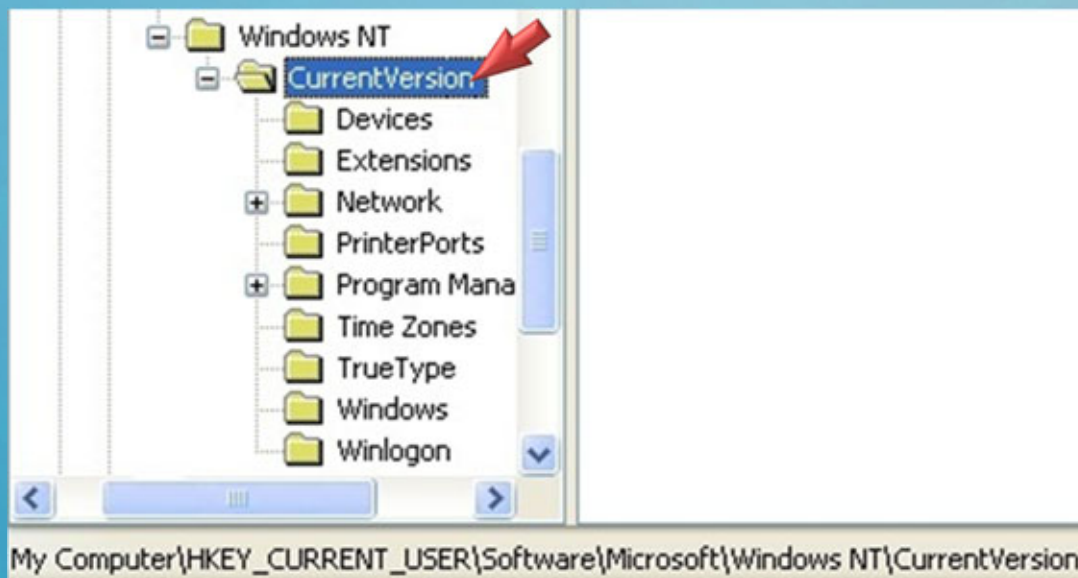 Windows NT
CurrentVersion
Devices
Extensions
Network
PrinterPorts
Program Mana
Time Zones
TrueType
Windows
Winlogon
My Computer\HKEY_CURRENT_USER\Software\Microsoft\Windows NT\CurrentVersion